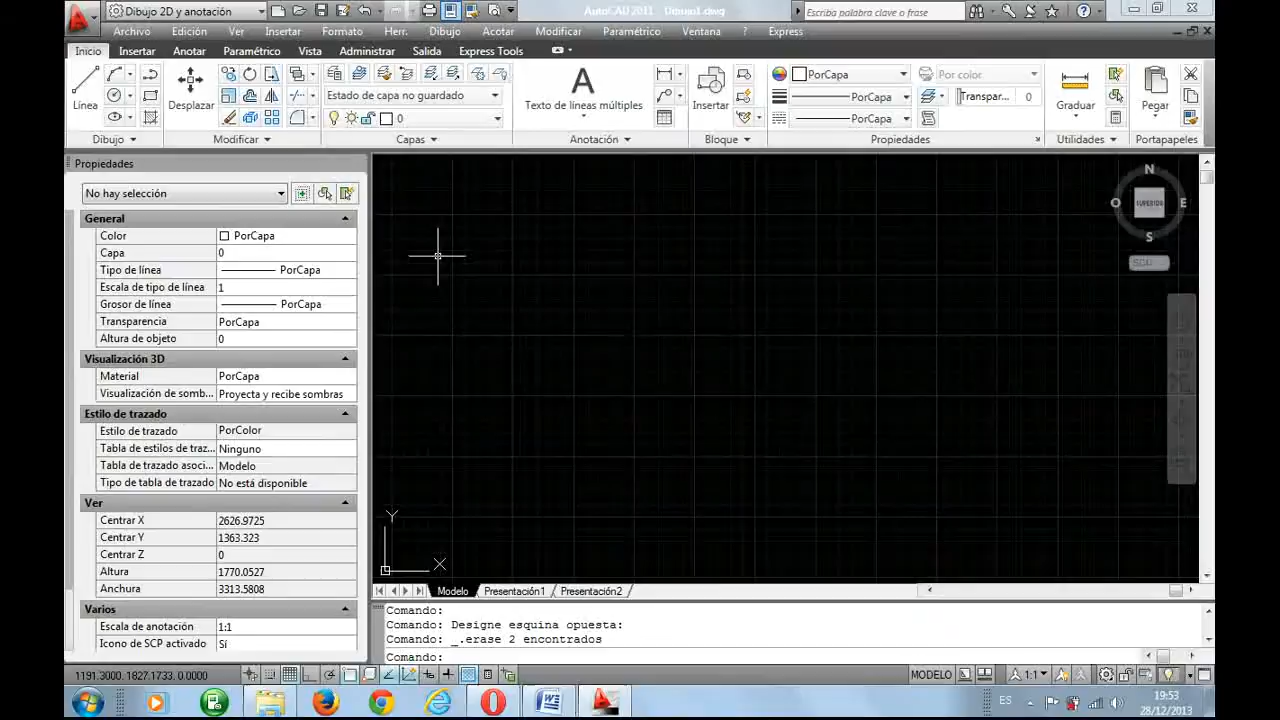 Dibujo 2D y anotación
AutoCAD 2011 Dibujo1.dwg
Escriba palabra clave o frase
Archivo Edición Ver Insertar Formato Herr. Dibujo Acotar Modificar Paramétrico Ventana ? Express
Inicio Insertar Anotar Paramétrico Vista Administrar Salida Express Tools
Línea
Desplazar
Estado de capa no guardado
0
A
Texto de líneas múltiples
Insertar
PorCapa
PorCapa
PorCapa
Por color
Transpar... 0
Graduar
Pegar
Dibujo Modificar Capas Anotación Bloque Propiedades Utilidades Portapapeles
Propiedades
No hay selección
General
Color PorCapa
Capa 0
Tipo de línea PorCapa
Escala de tipo de línea 1
Grosor de línea PorCapa
Transparencia PorCapa
Altura de objeto 0
Visualización 3D
Material PorCapa
Visualización de somb... Proyecta y recibe sombras
Estilo de trazado
Estilo de trazado PorColor
Tabla de estilos de traz... Ninguno
Tabla de trazado asoci... Modelo
Tipo de tabla de trazado No está disponible
Ver
Centrar X 2626.9725
Centrar Y 1363.323
Centrar Z 0
Altura 1770.0527
Anchura 3313.5808
Varios
Escala de anotación 1:1
Icono de SCP activado Sí
N
O SUPERIOR E
S
SCU
Y
X
Modelo Presentación1 Presentación2
Comando:
Comando: Designe esquina opuesta:
Comando: _.erase 2 encontrados
Comando:
1191.3000, 1827.1733, 0.0000
MODELO
1:1
ES
19:53
28/12/2013